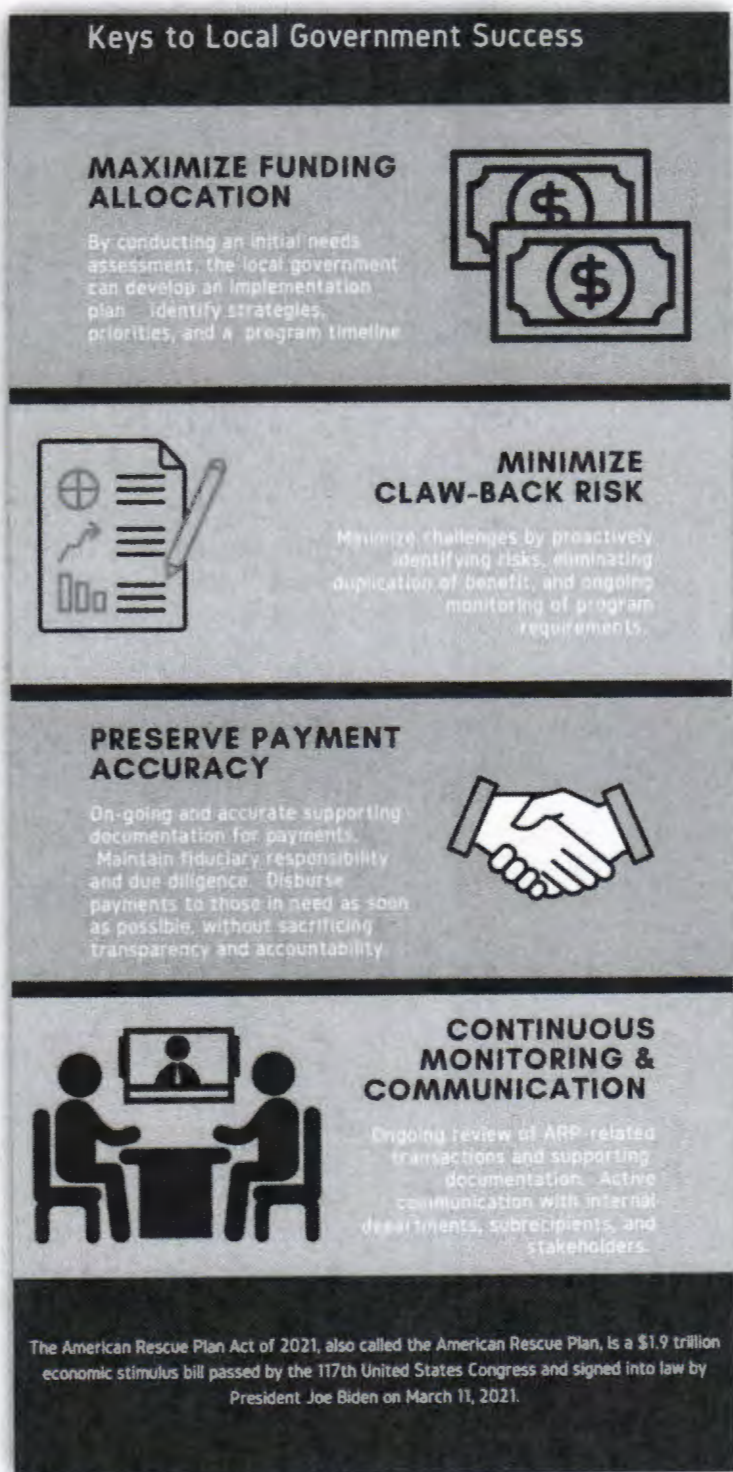 Keys to Local Government Success
MAXIMIZE FUNDING
ALLOCATION
By conducting an initial needs
assessment, the local government
can develop an implementation
plan identify strategies,
priorities, and a program timeline
MINIMIZE
CLAW-BACK RISK
challenges by proactively
identifying risks, eliminating
duplication of benefit, and ongoing
monitoring of program
requirements.
PRESERVE PAYMENT
ACCURACY
On-going and accurate supporting
documentation for payments.
Maintain fiduciary responsibility
and due diligence. Disburse
payments to those in need as soon
as possible, without sacrificing
transparency and accountability.
CONTINUOUS
MONITORING &
COMMUNICATION
Ongoing review of ARP-related
transactions and supporting
documentation. Active
communication with internal
departments, subrecipients, and
stakeholders.
The American Rescue Plan Act of 2021, also called the American Rescue Plan, is a $1.9 trillion
economic stimulus bill passed by the 117th United States Congress and signed into law by
President Joe Biden on March 11, 2021.